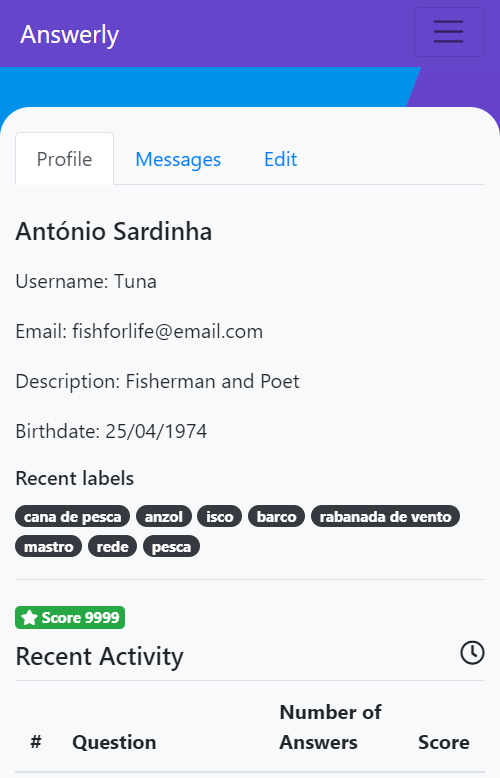 Answerly
Profile Messages Edit
António Sardinha
Username: Tuna
Email: fishforlife@email.com
Description: Fisherman and Poet
Birthdate: 25/04/1974
Recent labels
cana de pesca anzol isco barco rabanada de vento
mastro rede pesca
Score 9999
Recent Activity
# Question Number of Answers Score